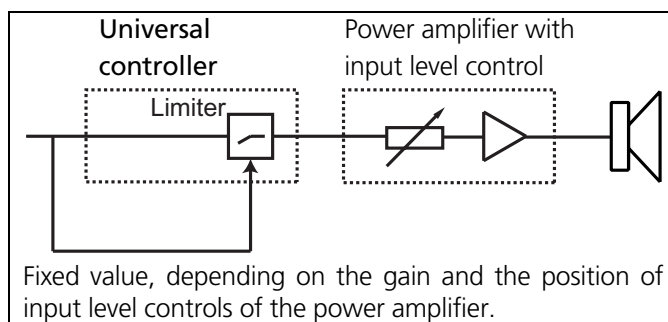 Universal
controller
Power amplifier with
input level control
Limiter
Fixed value, depending on the gain and the position of
input level controls of the power amplifier.